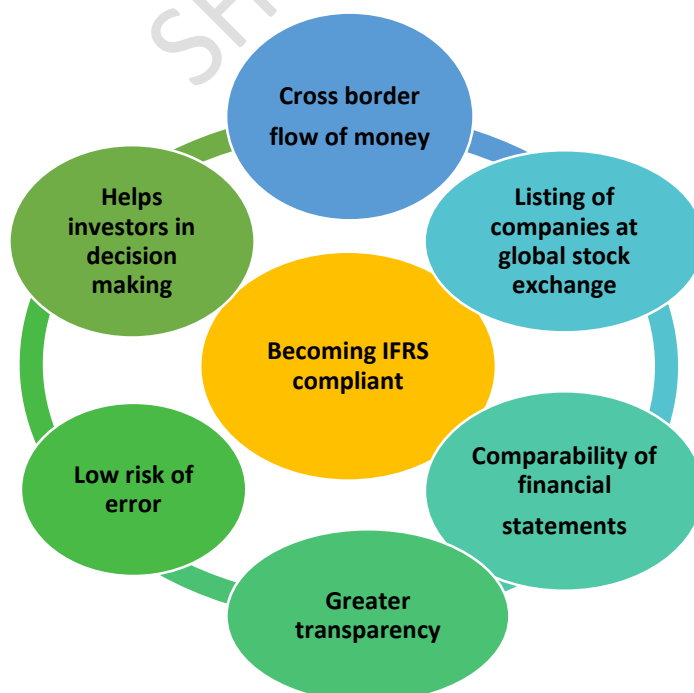 SH
Cross border
flow of money
Listing of
companies at
global stock
exchange
Helps
investors in
decision
making
Becoming IFRS
compliant
Comparability of
financial
statements
Low risk of
error
Greater
transparency